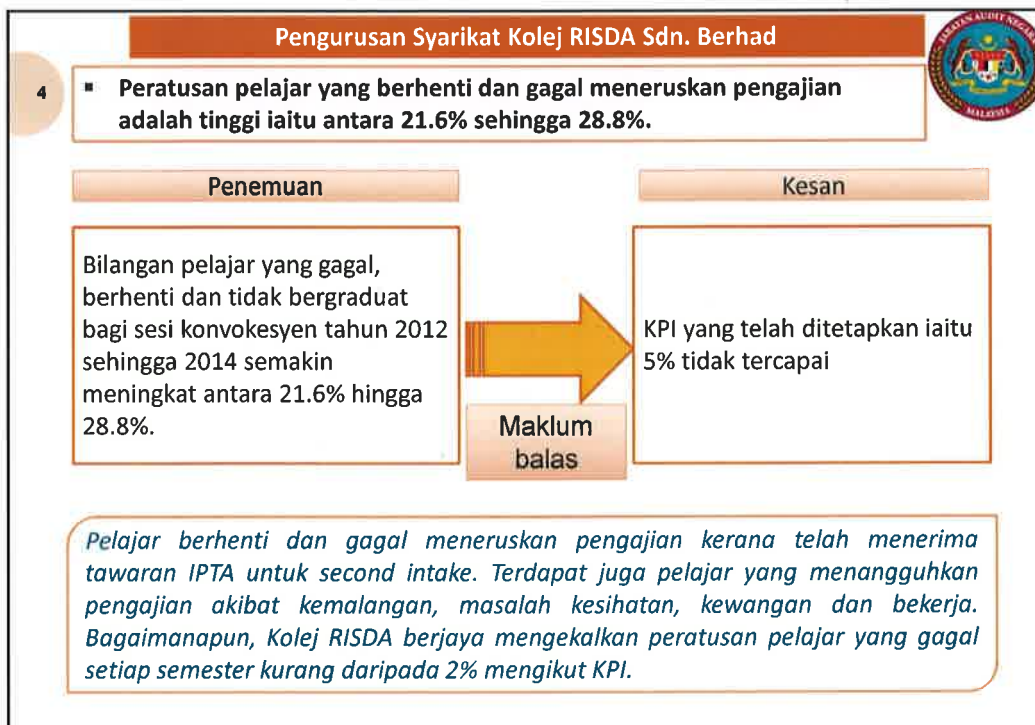 Pengurusan Syarikat Kolej RISDA Sdn. Berhad
4
▪ Peratusan pelajar yang berhenti dan gagal meneruskan pengajian
adalah tinggi iaitu antara 21.6% sehingga 28.8%.
Penemuan
Kesan
Bilangan pelajar yang gagal,
berhenti dan tidak bergraduat
bagi sesi konvokesyen tahun 2012
sehingga 2014 semakin
meningkat antara 21.6% hingga
28.8%.
KPI yang telah ditetapkan iaitu
5% tidak tercapai
Maklum
balas
Pelajar berhenti dan gagal meneruskan pengajian kerana telah menerima
tawaran IPTA untuk second intake. Terdapat juga pelajar yang menangguhkan
pengajian akibat kemalangan, masalah kesihatan, kewangan dan bekerja.
Bagaimanapun, Kolej RISDA berjaya mengekalkan peratusan pelajar yang gagal
setiap semester kurang daripada 2% mengikut KPI.
JABATAN AUDIT NEGARA
MALAYSIA